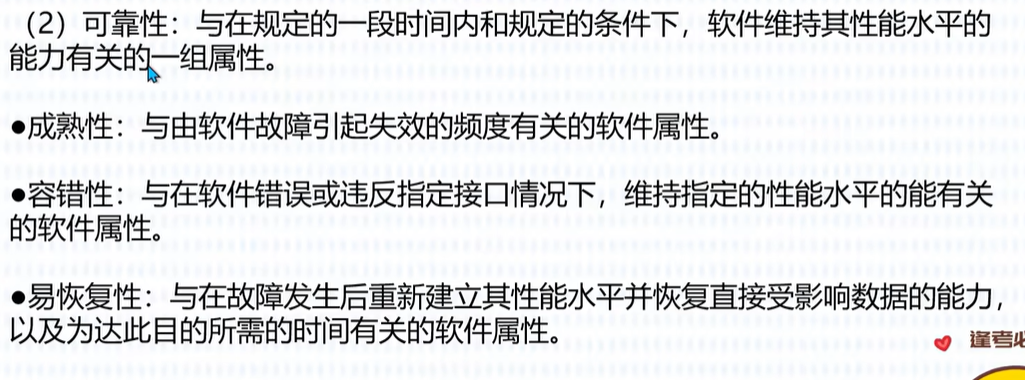 （2）可靠性：与在规定的一段时间内和规定的条件下，软件维持其性能水平的
能力有关的一组属性。
●成熟性：与由软件故障引起失效的频度有关的软件属性。
●容错性：与在软件错误或违反指定接口情况下，维持指定的性能水平的能有关
的软件属性。
●易恢复性：与在故障发生后重新建立其性能水平并恢复直接受影响数据的能力，
以及为达此目的所需的时间有关的软件属性。